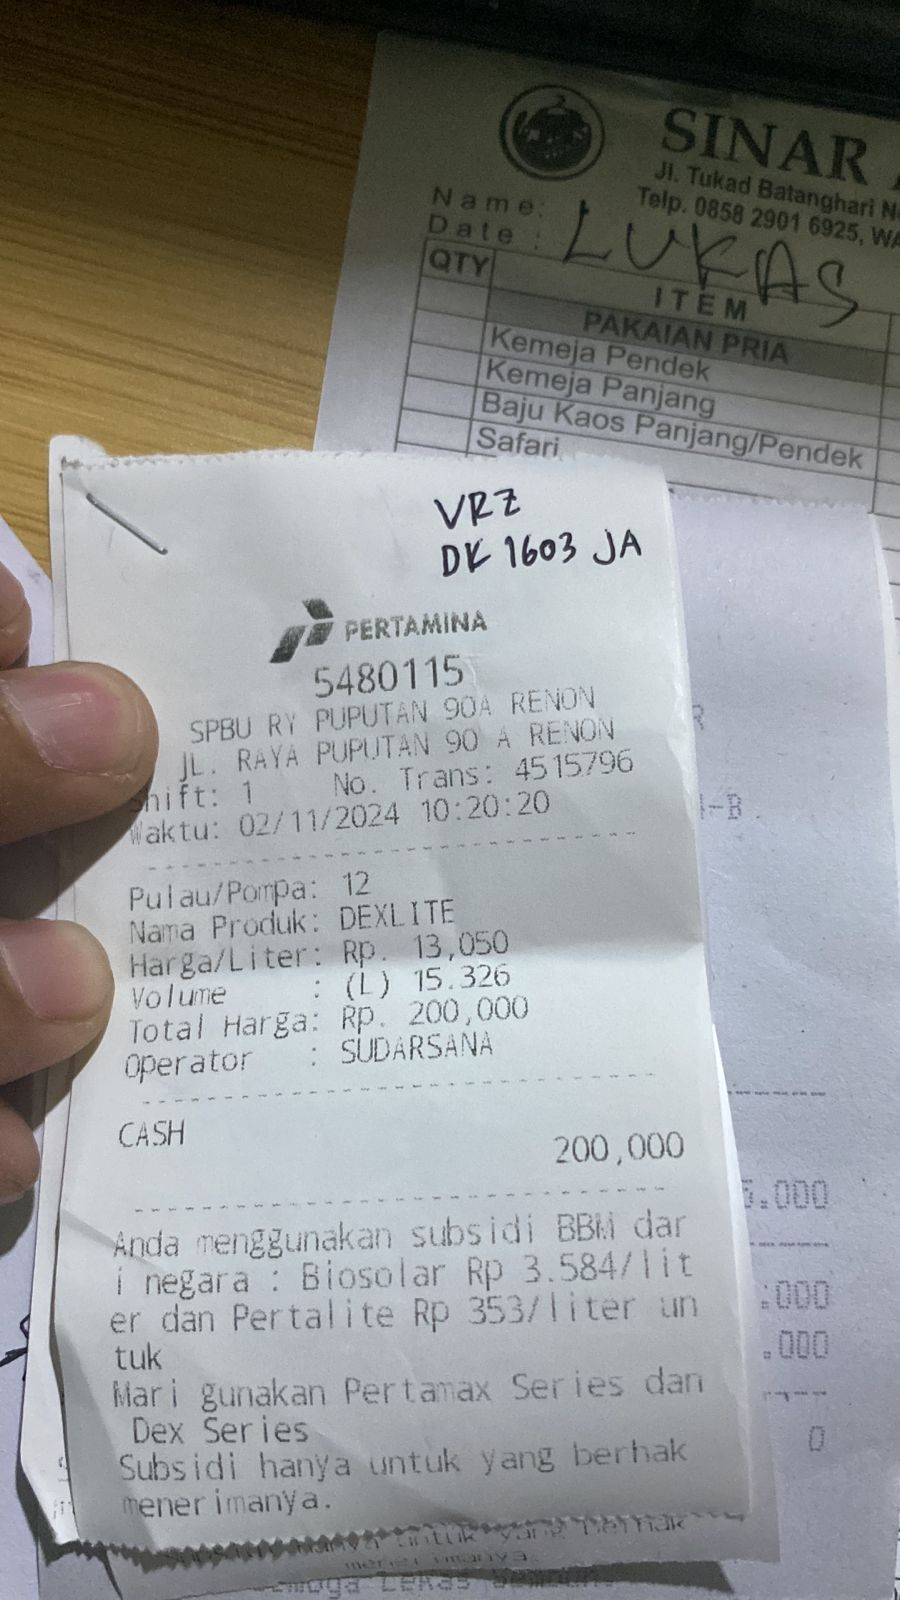 SINAR
Jl. Tukad Batanghari
Telp. 0858 2901 6925, WA
Name:
Date : LUKAS
QTY
ITEM
PAKAIAN PRIA
Kemeja Pendek
Kemeja Panjang
Baju Kaos Panjang/Pendek
Safari
VRZ
DK 1603 JA
PERTAMINA
5480115
SPBU RY PUPUTAN 90A RENON
JL. RAYA PUPUTAN 90 A RENON
Shift: 1 No. Trans: 4515796
Waktu: 02/11/2024 10:20:20
Pulau/Pompa: 12
Nama Produk: DEXLITE
Harga/Liter: Rp. 13,050
Volume : (L) 15.326
Total Harga: Rp. 200,000
Operator : SUDARSANA
CASH
200,000
Anda menggunakan subsidi BBM dar
i negara : Biosolar Rp 3.584/lit
er dan Pertalite Rp 353/liter un
tuk
Mari gunakan Pertamax Series dan
Dex Series
Subsidi hanya untuk yang berhak
menerimanya.
-B
.000
.000
0